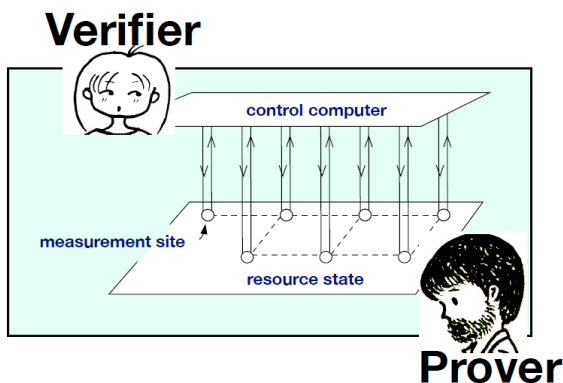 Verifier
control computer
measurement site
resource state
Prover